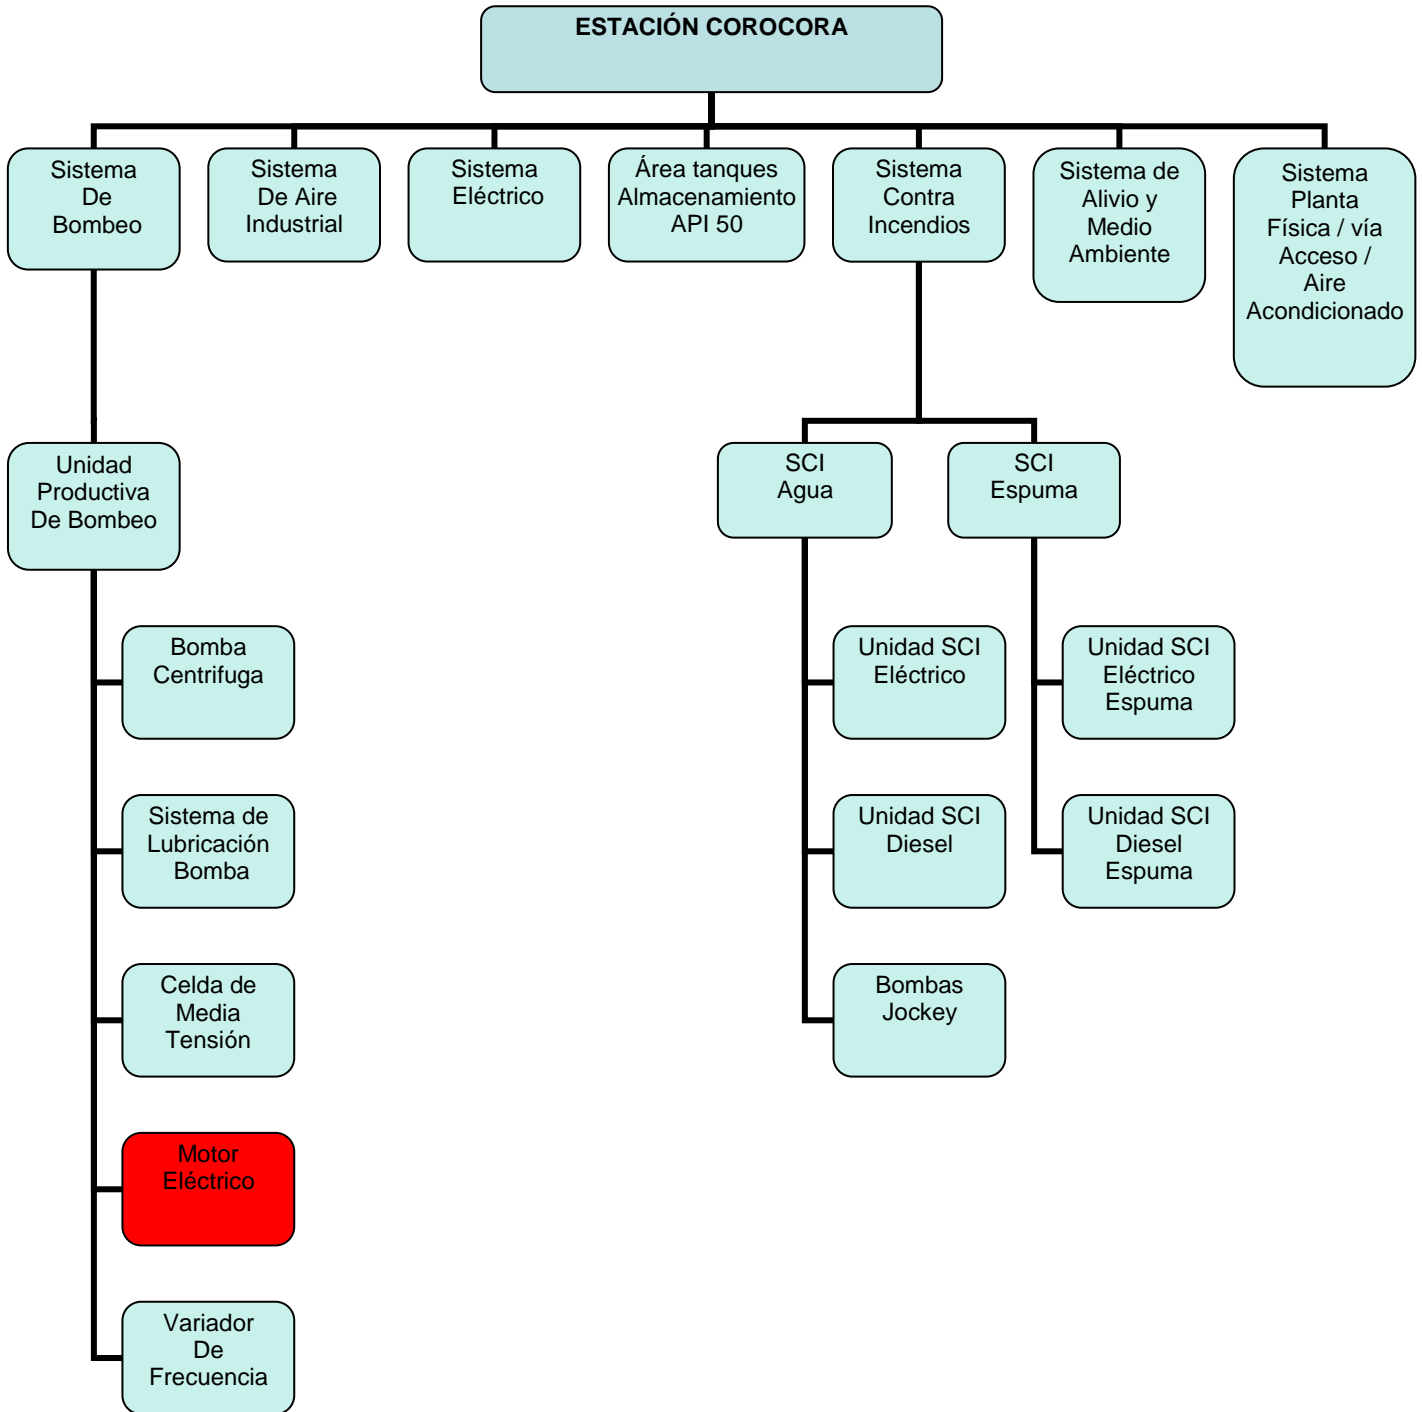 ESTACIÓN COROCORA
Sistema
De
Bombeo
Sistema
De Aire
Industrial
Sistema
Eléctrico
Área tanques
Almacenamiento
API 50
Sistema
Contra
Incendios
Sistema de
Alivio y
Medio
Ambiente
Sistema
Planta
Física / vía
Acceso /
Aire
Acondicionado
Unidad
Productiva
De Bombeo
SCI
Agua
SCI
Espuma
Bomba
Centrifuga
Unidad SCI
Eléctrico
Unidad SCI
Eléctrico
Espuma
Sistema de
Lubricación
Bomba
Unidad SCI
Diesel
Unidad SCI
Diesel
Espuma
Celda de
Media
Tensión
Bombas
Jockey
Motor
Eléctrico
Variador
De
Frecuencia